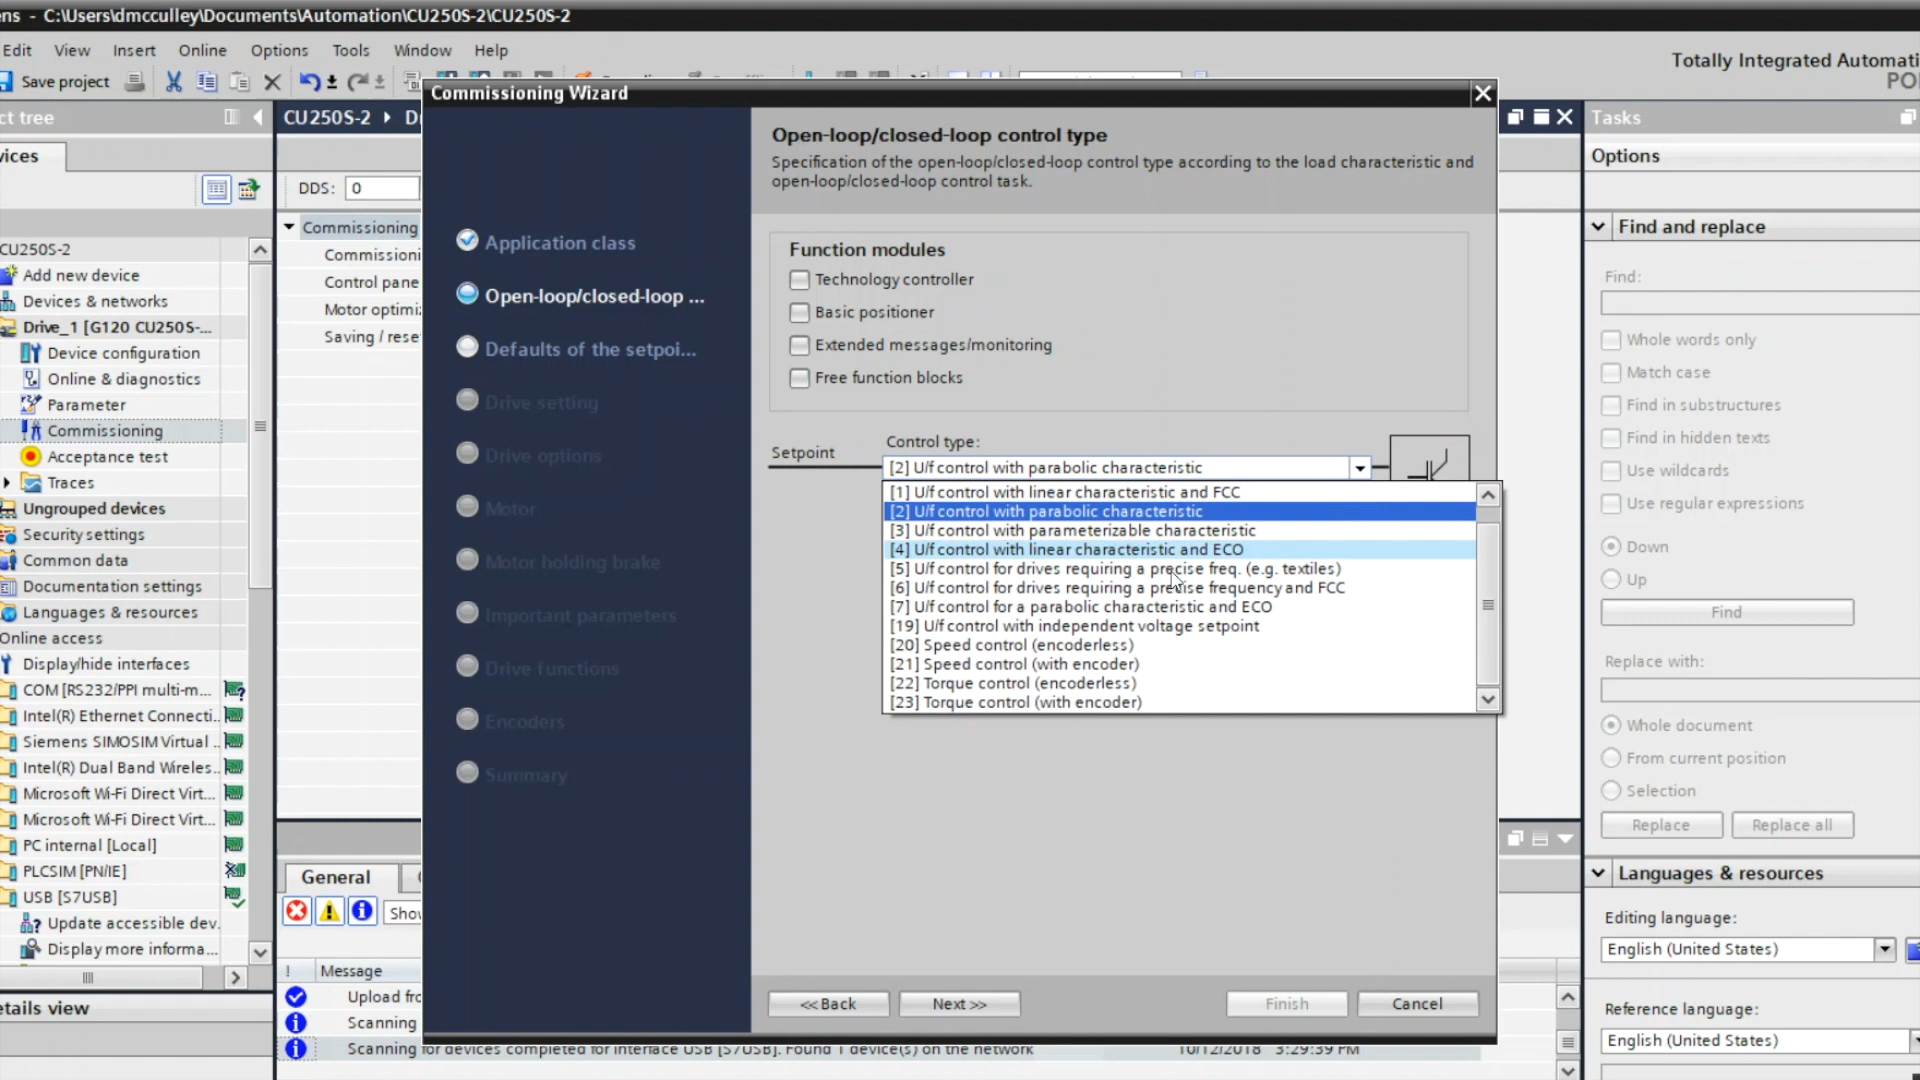 ens - C:\Users\dmcculley\Documents\Automation\CU250S-2\CU250S-2
Edit View Insert Online Options Tools Window Help
Totally Integrated Automati
PO
Save project
Commissioning Wizard
ct tree
CU250S-2
Tasks
vices
Options
DDS: 0
Open-loop/closed-loop control type
Specification of the open-loop/closed-loop control type according to the load characteristic and
open-loop/closed-loop control task.
Application class
Open-loop/closed-loop ...
Defaults of the setpoi...
Drive setting
Drive options
Motor
Motor holding brake
Important parameters
Drive functions
Encoders
Summary
Function modules
Technology controller
Basic positioner
Extended messages/monitoring
Free function blocks
Setpoint
Control type:
[2] U/f control with parabolic characteristic
[1] U/f control with linear characteristic and FCC
[2] U/f control with parabolic characteristic
[3] U/f control with parameterizable characteristic
[4] U/f control with linear characteristic and ECO
[5] U/f control for drives requiring a precise freq. (e.g. textiles)
[6] U/f control for drives requiring a precise frequency and FCC
[7] U/f control for a parabolic characteristic and ECO
[19] U/f control with independent voltage setpoint
[20] Speed control (encoderless)
[21] Speed control (with encoder)
[22] Torque control (encoderless)
[23] Torque control (with encoder)
<<Back Next>> Finish Cancel
CU250S-2
Add new device
Devices & networks
Drive_1 [G120 CU250S-...
Device configuration
Online & diagnostics
Parameter
Commissioning
Acceptance test
Traces
Ungrouped devices
Security settings
Common data
Documentation settings
Languages & resources
Online access
Display/hide interfaces
COM [RS232/PPI multi-m...
Intel(R) Ethernet Connecti..
Siemens SIMOSIM Virtual ..
Intel(R) Dual Band Wireles..
Microsoft Wi-Fi Direct Virt...
Microsoft Wi-Fi Direct Virt...
PC internal [Local]
PLCSIM [PN/IE]
USB [S7USB]
Update accessible dev.
Display more informa...
etails view
Commissioning
Commissioni
Control pane
Motor optimi
Saving / rese
General
Show
! Message
Upload fro
Scanning
Scanning for devices completed for interface USB [S7USB]. Found 1 device(s) on the network 10/12/2018 3:29:39 PM
Find and replace
Find:
Whole words only
Match case
Find in substructures
Find in hidden texts
Use wildcards
Use regular expressions
Down
Up
Find
Replace with:
Whole document
From current position
Selection
Replace Replace all
Languages & resources
Editing language:
English (United States)
Reference language:
English (United States)